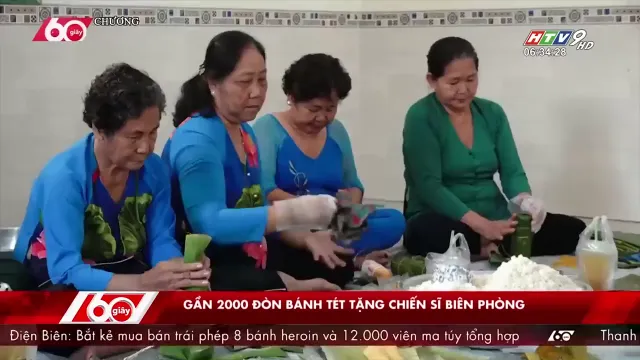 60 giây
CHƯƠNG
HTV9 HD
06:34:28
60 giây
GẦN 2000 ĐÒN BÁNH TÉT TẶNG CHIẾN SĨ BIÊN PHÒNG
Điện Biên: Bắt kẻ mua bán trái phép 8 bánh heroin và 12.000 viên ma túy tổng hợp 60 giây Thanh